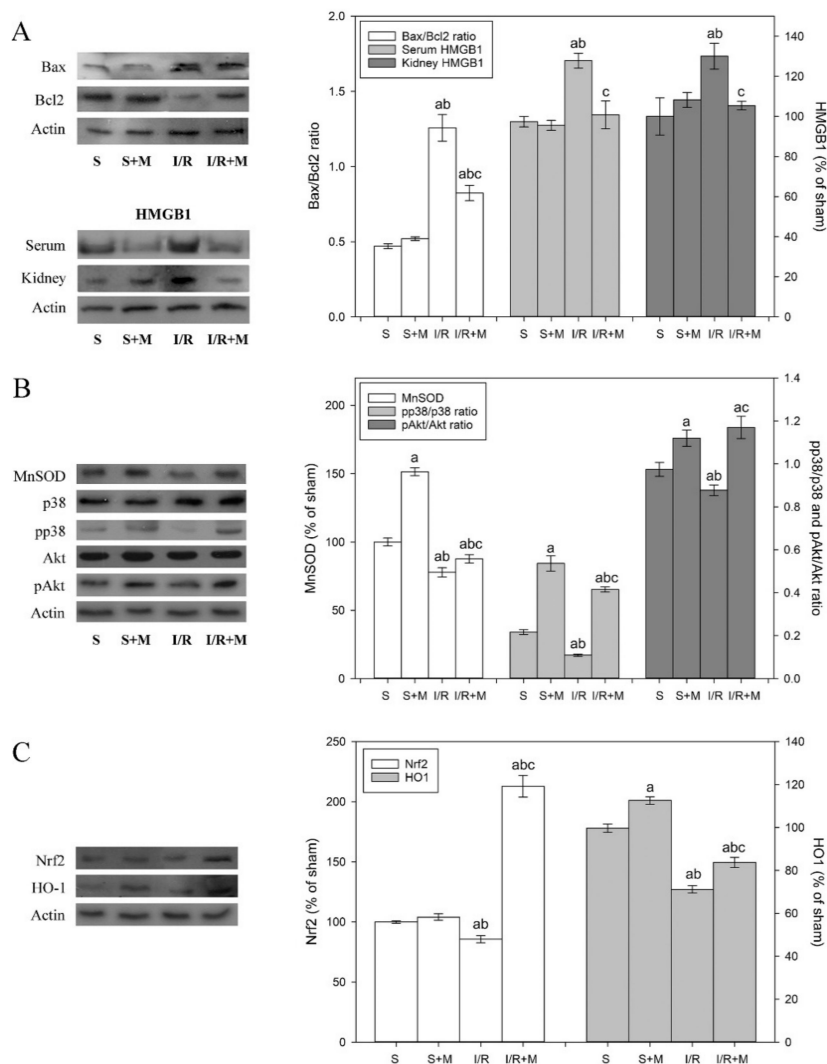 A
Bax
Bcl2
Actin
S S+M I/R I/R+M
HMGB1
Serum
Kidney
Actin
S S+M I/R I/R+M
Bax/Bcl2 ratio
Serum HMGB1
Kidney HMGB1
2.0
1.5
1.0
0.5
0.0
Bax/Bcl2 ratio
140
120
100
80
60
40
20
0
HMGB1
(% of sham)
ab
abc
ab
c
ab
c
S S+M I/R I/R+M S S+M I/R I/R+M S S+M I/R I/R+M
B
MnSOD
p38
pp38
Akt
pAkt
Actin
S S+M I/R I/R+M
MnSOD
pp38/p38 ratio
pAkt/Akt ratio
200
150
100
50
0
MnSOD (% of sham)
1.4
1.2
1.0
0.8
0.6
0.4
0.2
0.0
pp38/p38 and pAkt/Akt ratio
a
ab
abc
a
ab
abc
a
ab
ac
S S+M I/R I/R+M S S+M I/R I/R+M S S+M I/R I/R+M
C
Nrf2
HO-1
Actin
S S+M I/R I/R+M
Nrf2
HO1
250
200
150
100
50
0
Nrf2 (% of sham)
140
120
100
80
60
40
20
0
HO1 (% of sham)
ab
abc
a
ab
abc
S S+M I/R I/R+M S S+M I/R I/R+M